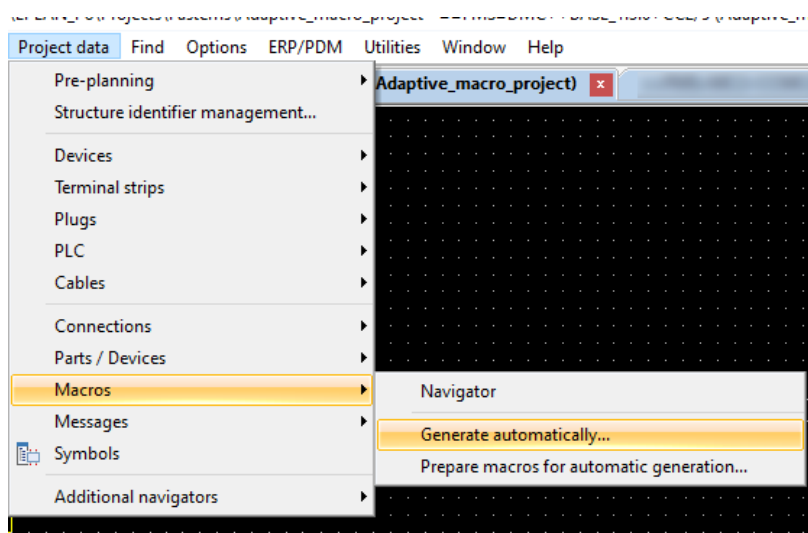 Project data Find Options ERP/PDM Utilities Window Help
Pre-planning
Adaptive_macro_project)
Structure identifier management...
Devices
Terminal strips
Plugs
PLC
Cables
Connections
Parts / Devices
Macros
Navigator
Messages
Generate automatically...
Symbols
Prepare macros for automatic generation...
Additional navigators